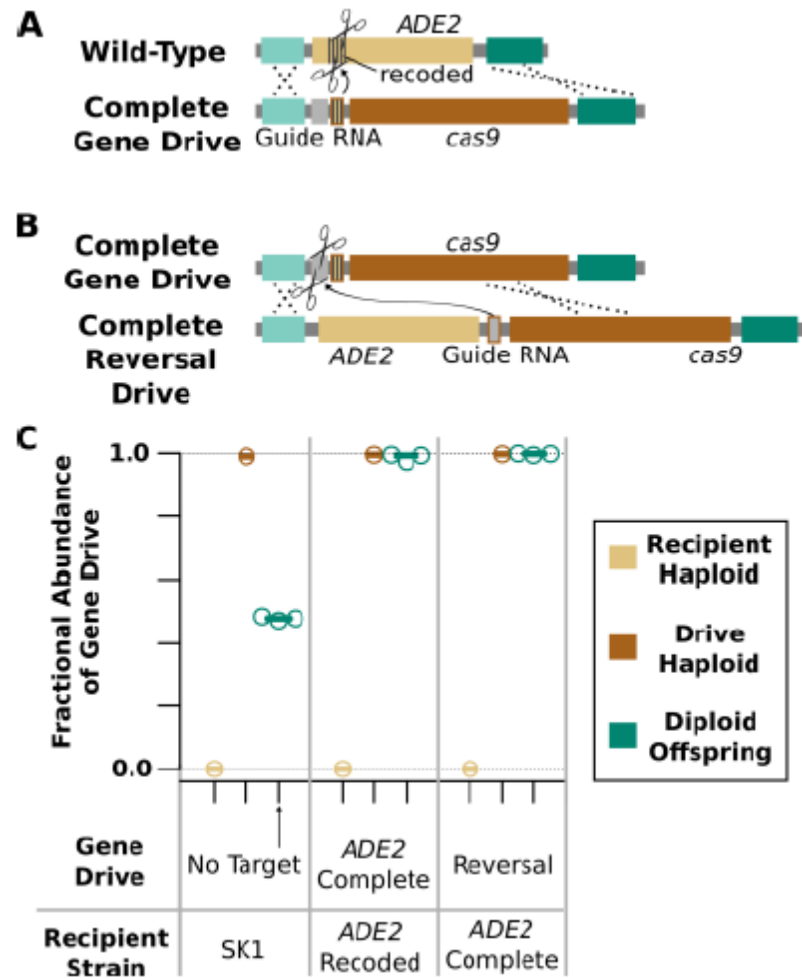 A
ADE2
Wild-Type
recoded
Complete
Gene Drive
Guide RNA
cas9
B
Complete
Gene Drive
cas9
Complete
Reversal
Drive
ADE2
Guide RNA
cas9
C
Fractional Abundance
of Gene Drive
1.0
0.0
Recipient
Haploid
Drive
Haploid
Diploid
Offspring
Gene
Drive
No Target
ADE2
Complete
Reversal
Recipient
Strain
SK1
ADE2
Recoded
ADE2
Complete